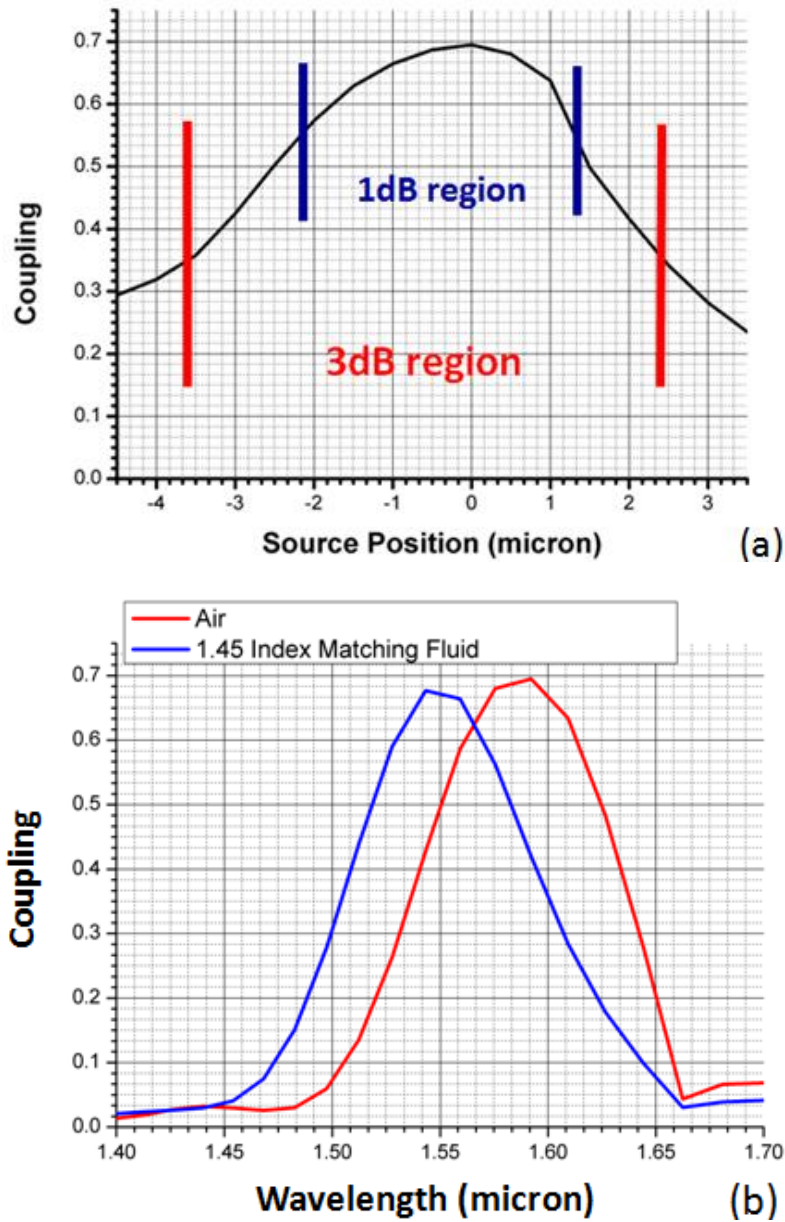 0.7
0.6
0.5
0.4
0.3
0.2
0.1
0.0
Coupling
1dB region
3dB region
-4 -3 -2 -1 0 1 2 3
Source Position (micron)
(a)
Air
1.45 Index Matching Fluid
0.7
0.6
0.5
0.4
0.3
0.2
0.1
0.0
Coupling
1.40 1.45 1.50 1.55 1.60 1.65 1.70
Wavelength (micron)
(b)